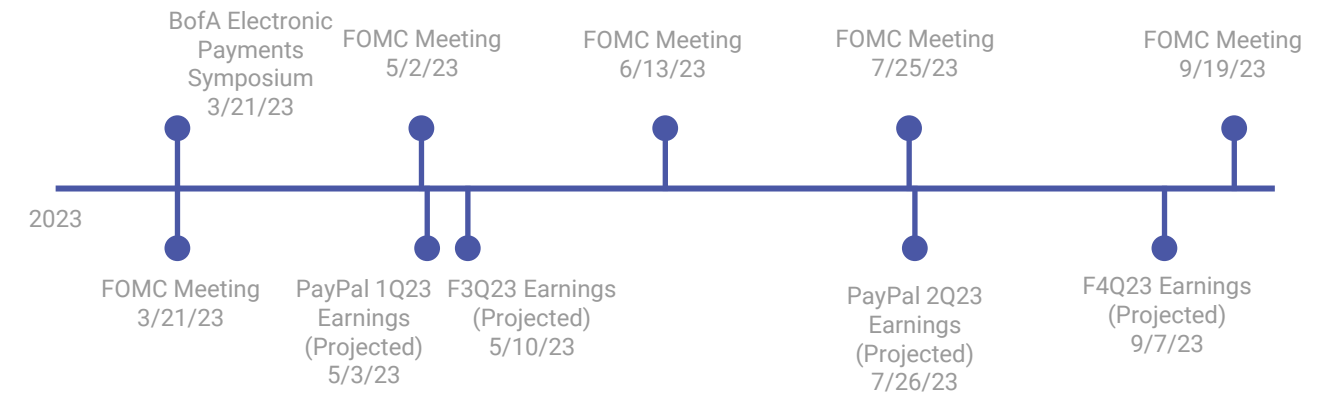 BofA Electronic
Payments
Symposium
3/21/23
FOMC Meeting
5/2/23
FOMC Meeting
6/13/23
FOMC Meeting
7/25/23
FOMC Meeting
9/19/23
2023
FOMC Meeting
3/21/23
PayPal 1Q23
Earnings
(Projected)
5/3/23
F3Q23 Earnings
(Projected)
5/10/23
PayPal 2Q23
Earnings
(Projected)
7/26/23
F4Q23 Earnings
(Projected)
9/7/23